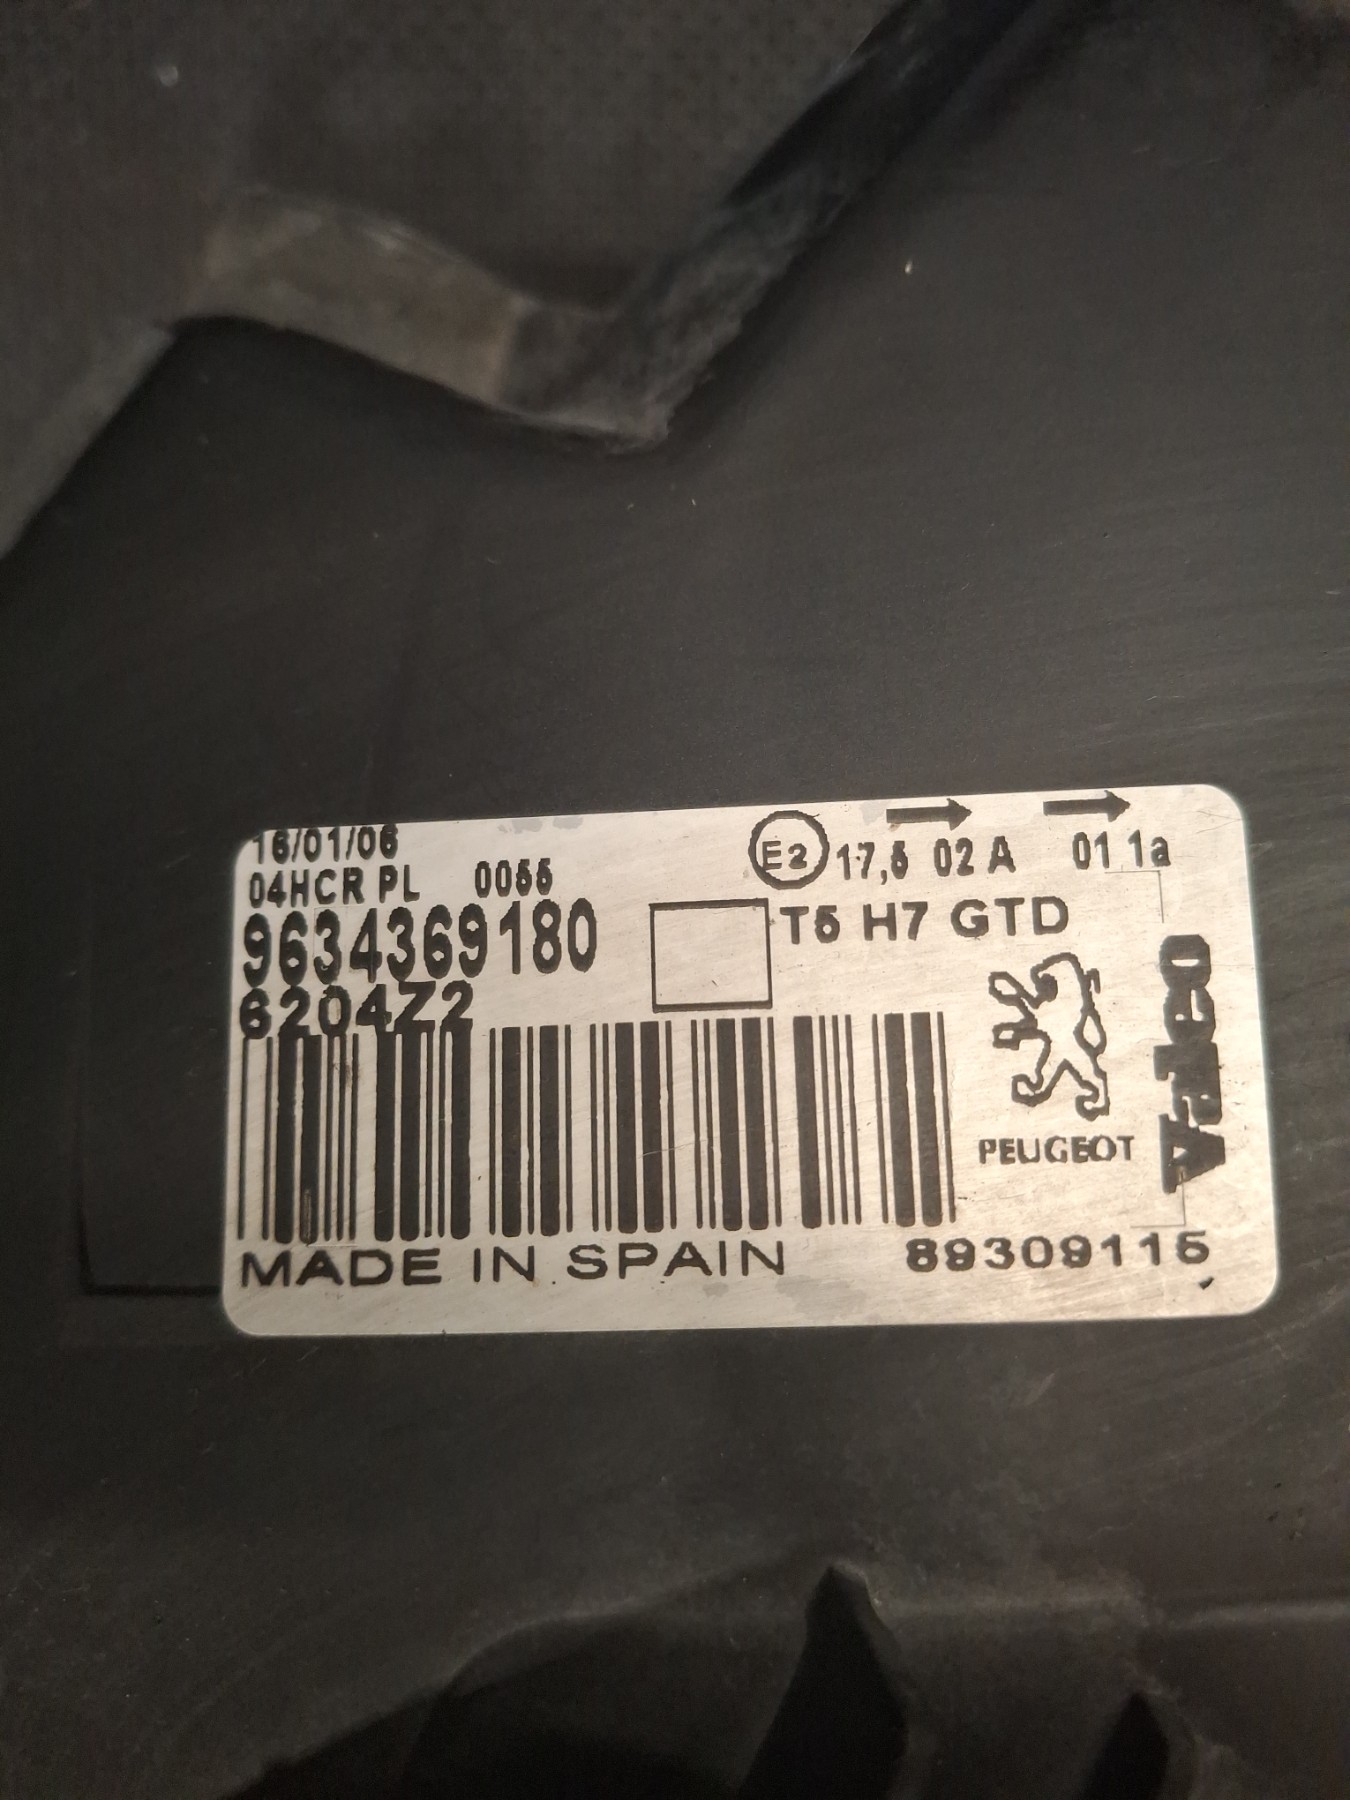 16/01/06
04HCR PL 0055
9634369180
6204Z2
E2 17,5 02 A 01 1a
T5 H7 GTD
PEUGEOT
Valeo
MADE IN SPAIN 89309115